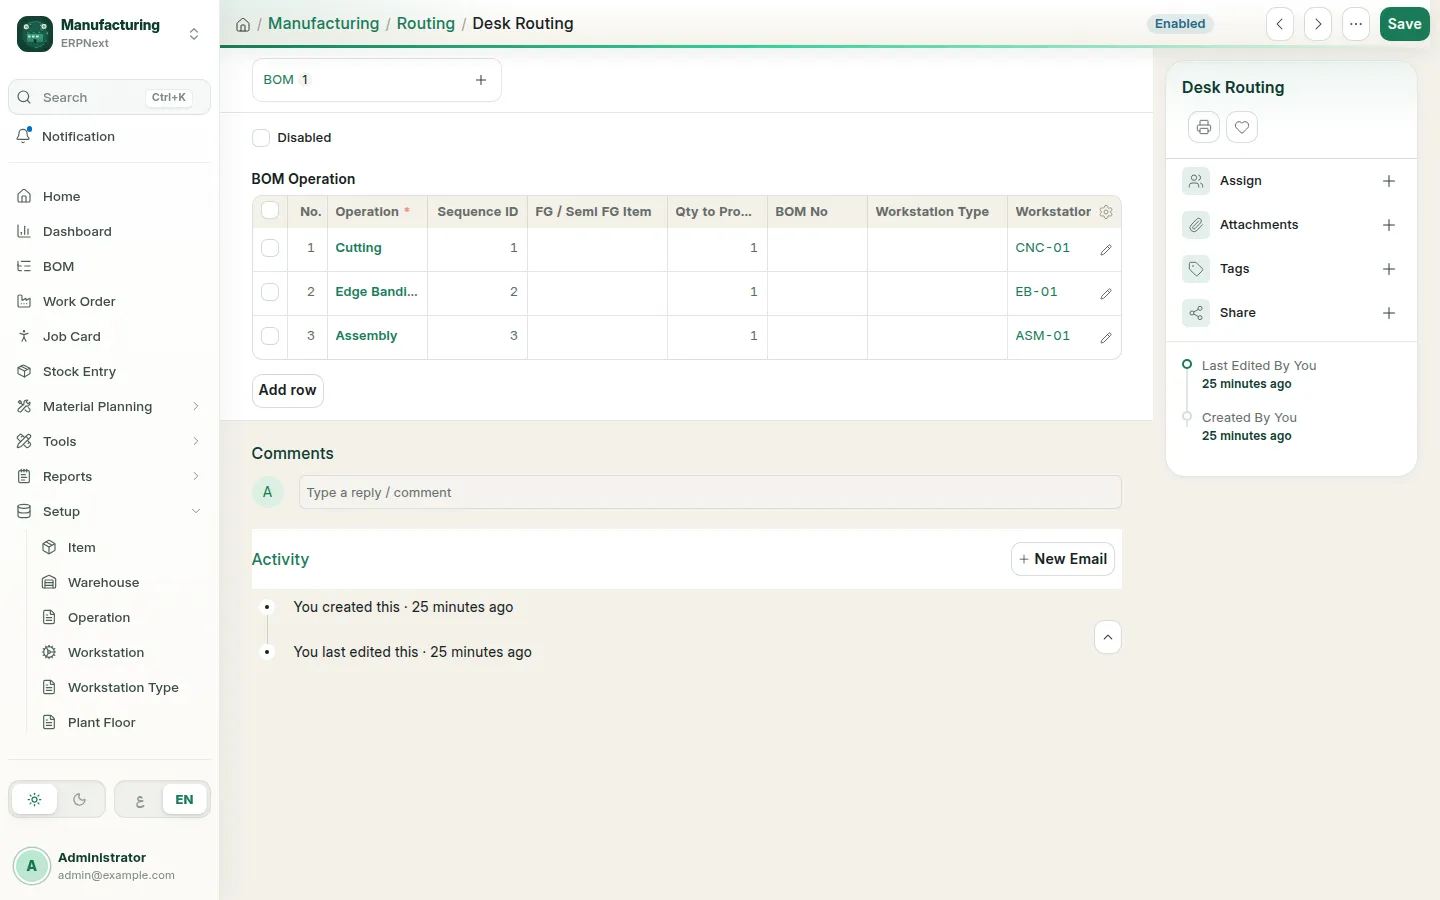 Manufacturing
ERPNext
Search
Ctrl+K
Notification
Home
Dashboard
BOM
Work Order
Job Card
Stock Entry
Material Planning
Tools
Reports
Setup
Item
Warehouse
Operation
Workstation
Workstation Type
Plant Floor
ع
EN
A
Administrator
admin@example.com
/ Manufacturing / Routing / Desk Routing
Enabled
Save
BOM 1
Disabled
BOM Operation
No. Operation * Sequence ID FG / Semi FG Item Qty to Pro... BOM No Workstation Type Workstation
1 Cutting 1 1 CNC-01
2 Edge Bandi... 2 1 EB-01
3 Assembly 3 1 ASM-01
Add row
Comments
A
Type a reply / comment
Activity
New Email
You created this · 25 minutes ago
You last edited this · 25 minutes ago
Desk Routing
Assign
Attachments
Tags
Share
Last Edited By You
25 minutes ago
Created By You
25 minutes ago